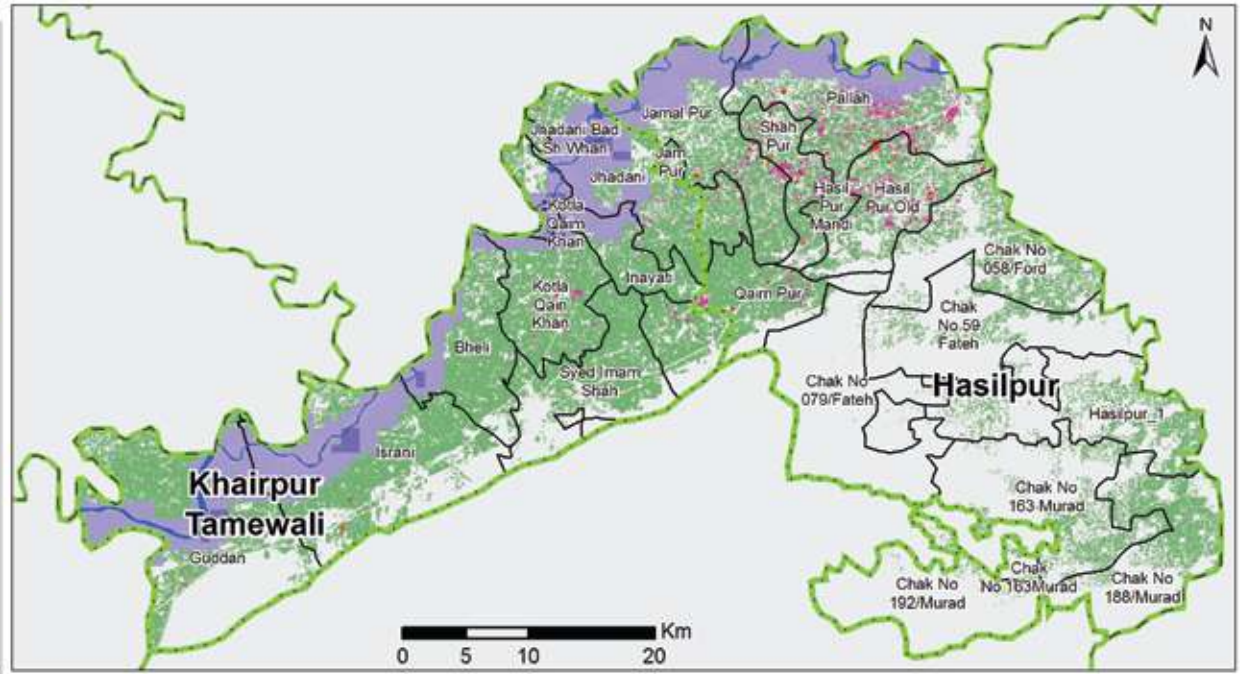 N
Pallah
Jamal Pur
Jhadani Bad
Sh Whan
Shah
Pur
Jam
Pur
Jhadani
Hasil
Pur
Mandi
Hasil
Pur Old
Kotla
Qaim
Khan
Chak No
058/Ford
Inayati
Kotla
Qain
Khan
Qaim Pur
Chak
No 59
Fateh
Bheli
Syed Imam
Shah
Chak No
079/Fateh
Hasilpur
Hasilpur_1
Israni
Khairpur
Tamewali
Chak No
163 Murad
Guddan
Chak No
192/Murad
Chak
No 163Murad
Chak No
188/Murad
Km
0 5 10 20